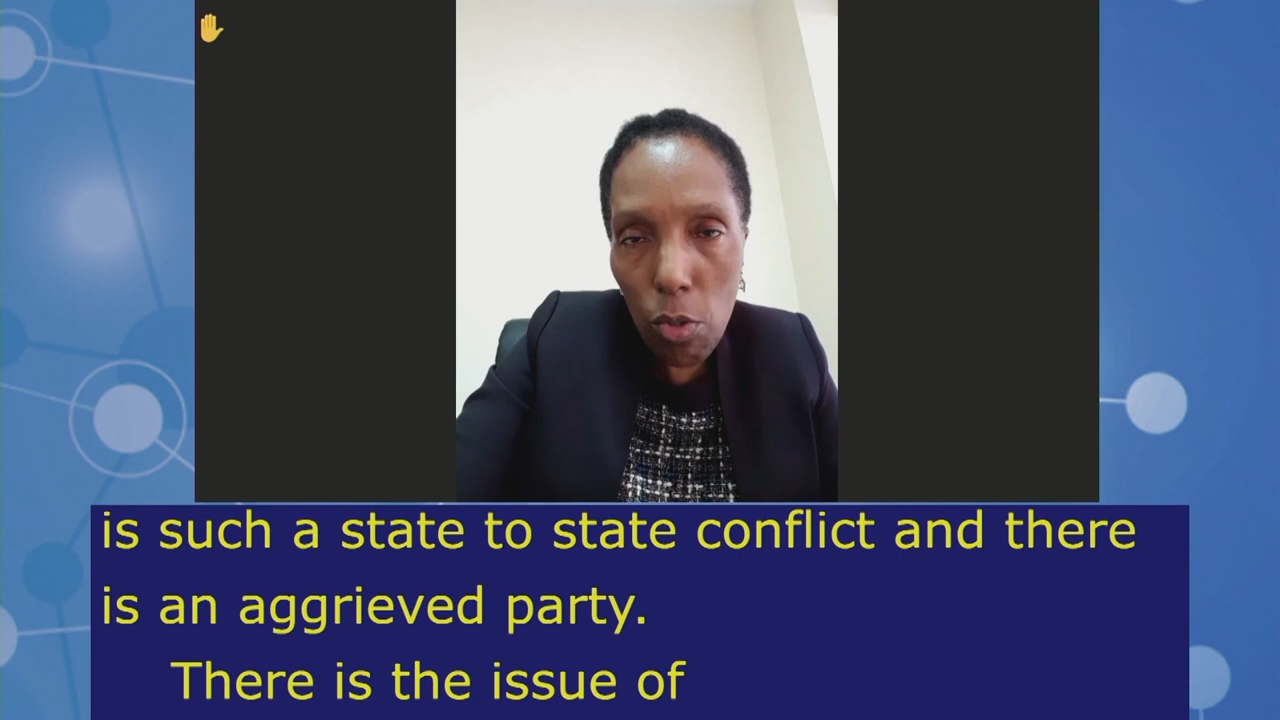 is such a state to state conflict and there
is an aggrieved party.
There is the issue of